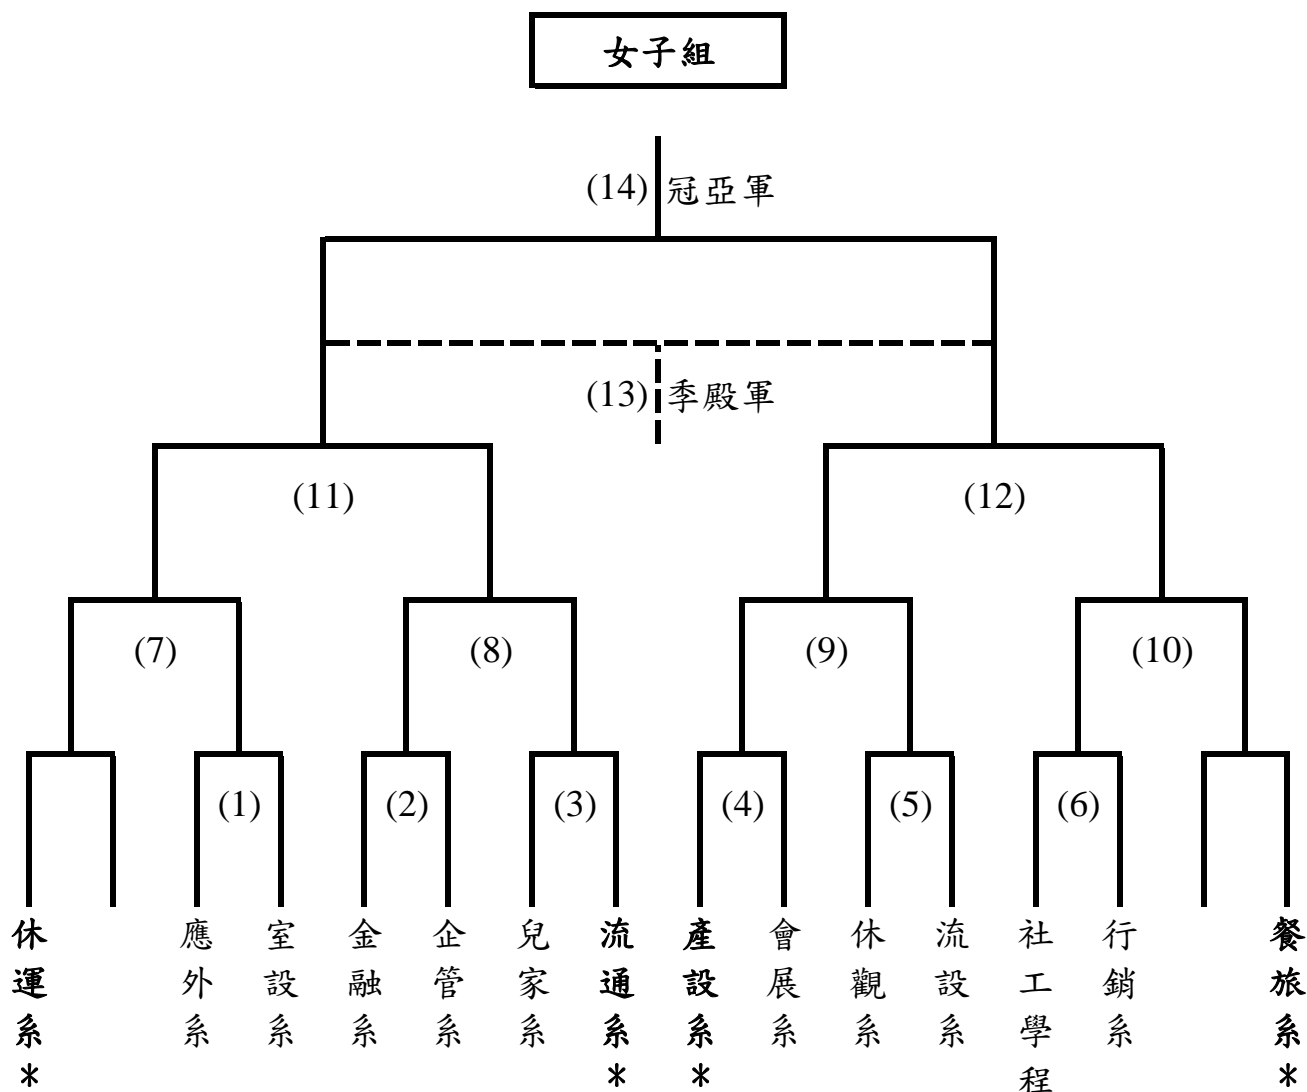 女子組
(14) 冠亞軍
(13) 季殿軍
(11)
(12)
(7)
(8)
(9)
(10)
(1)
(2)
(3)
(4)
(5)
(6)
休運系*
應外系
室設系
金融系
企管系
兒家系
流通系*
產設系*
會展系
休觀系
流設系
社工學程
行銷系
餐旅系*